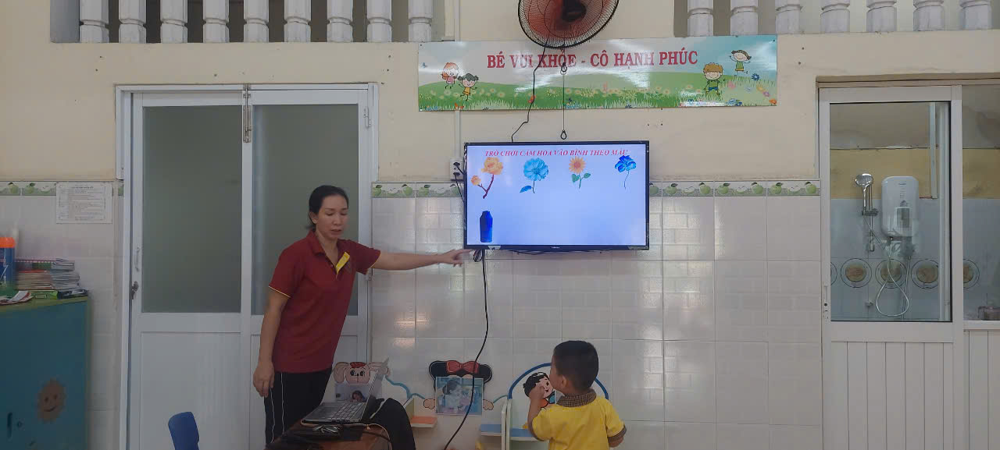 BÉ VUI KHỎE - CÔ HẠNH PHÚC
TRÒ CHƠI CẮM HOA VÀO BÌNH THEO MÀU